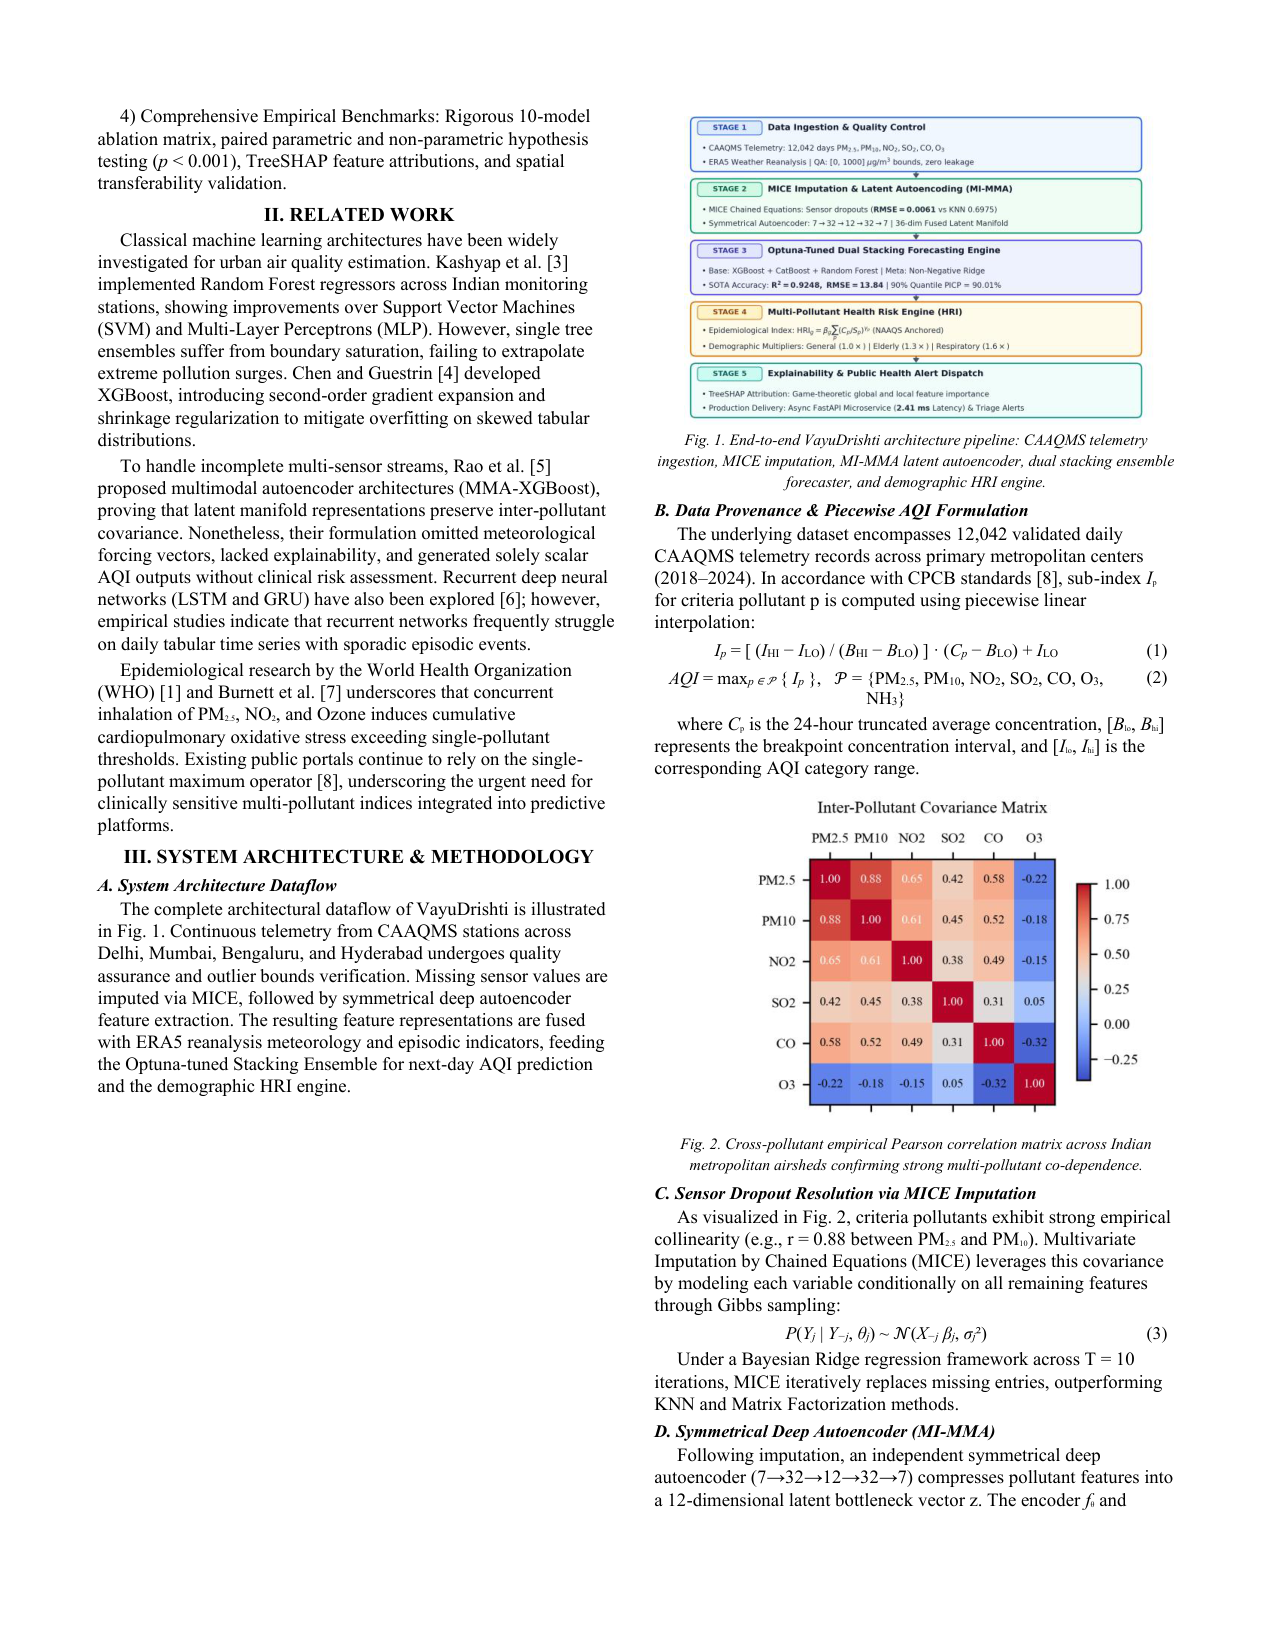 4) Comprehensive Empirical Benchmarks: Rigorous 10-model
ablation matrix, paired parametric and non-parametric hypothesis
testing (p < 0.001), TreeSHAP feature attributions, and spatial
transferability validation.
II. RELATED WORK
Classical machine learning architectures have been widely
investigated for urban air quality estimation. Kashyap et al. [3]
implemented Random Forest regressors across Indian monitoring
stations, showing improvements over Support Vector Machines
(SVM) and Multi-Layer Perceptrons (MLP). However, single tree
ensembles suffer from boundary saturation, failing to extrapolate
extreme pollution surges. Chen and Guestrin [4] developed
XGBoost, introducing second-order gradient expansion and
shrinkage regularization to mitigate overfitting on skewed tabular
distributions.
To handle incomplete multi-sensor streams, Rao et al. [5]
proposed multimodal autoencoder architectures (MMA-XGBoost),
proving that latent manifold representations preserve inter-pollutant
covariance. Nonetheless, their formulation omitted meteorological
forcing vectors, lacked explainability, and generated solely scalar
AQI outputs without clinical risk assessment. Recurrent deep neural
networks (LSTM and GRU) have also been explored [6]; however,
empirical studies indicate that recurrent networks frequently struggle
on daily tabular time series with sporadic episodic events.
Epidemiological research by the World Health Organization
(WHO) [1] and Burnett et al. [7] underscores that concurrent
inhalation of PM₂.₅, NO₂, and Ozone induces cumulative
cardiopulmonary oxidative stress exceeding single-pollutant
thresholds. Existing public portals continue to rely on the single-
pollutant maximum operator [8], underscoring the urgent need for
clinically sensitive multi-pollutant indices integrated into predictive
platforms.
III. SYSTEM ARCHITECTURE & METHODOLOGY
A. System Architecture Dataflow
The complete architectural dataflow of VayuDrishti is illustrated
in Fig. 1. Continuous telemetry from CAAQMS stations across
Delhi, Mumbai, Bengaluru, and Hyderabad undergoes quality
assurance and outlier bounds verification. Missing sensor values are
imputed via MICE, followed by symmetrical deep autoencoder
feature extraction. The resulting feature representations are fused
with ERA5 reanalysis meteorology and episodic indicators, feeding
the Optuna-tuned Stacking Ensemble for next-day AQI prediction
and the demographic HRI engine.
STAGE 1 Data Ingestion & Quality Control
• CAAQMS Telemetry: 12,042 days PM₂.₅, PM₁₀, NO₂, SO₂, CO, O₃
• ERA5 Weather Reanalysis | QA: [0, 1000] μg/m³ bounds, zero leakage
STAGE 2 MICE Imputation & Latent Autoencoding (MI-MMA)
• MICE Chained Equations: Sensor dropouts (RMSE = 0.0061 vs KNN 0.6975)
• Symmetrical Autoencoder: 7→32→12→32→7 | 36-dim Fused Latent Manifold
STAGE 3 Optuna-Tuned Dual Stacking Forecasting Engine
• Base: XGBoost + CatBoost + Random Forest | Meta: Non-Negative Ridge
• SOTA Accuracy: R² = 0.9248, RMSE = 13.84 | 90% Quantile PICP = 90.01%
STAGE 4 Multi-Pollutant Health Risk Engine (HRI)
• Epidemiological Index: HRI_g = β_g∑_p(C_p/S_p)^γ_p (NAAQS Anchored)
• Demographic Multipliers: General (1.0×) | Elderly (1.3×) | Respiratory (1.6×)
STAGE 5 Explainability & Public Health Alert Dispatch
• TreeSHAP Attribution: Game-theoretic global and local feature importance
• Production Delivery: Async FastAPI Microservice (2.41 ms Latency) & Triage Alerts
Fig. 1. End-to-end VayuDrishti architecture pipeline: CAAQMS telemetry
ingestion, MICE imputation, MI-MMA latent autoencoder, dual stacking ensemble
forecaster, and demographic HRI engine.
B. Data Provenance & Piecewise AQI Formulation
The underlying dataset encompasses 12,042 validated daily
CAAQMS telemetry records across primary metropolitan centers
(2018–2024). In accordance with CPCB standards [8], sub-index Iₚ
for criteria pollutant p is computed using piecewise linear
interpolation:
Iₚ = [ (I_HI − I_LO) / (B_HI − B_LO) ] · (Cₚ − B_LO) + I_LO (1)
AQI = max_p ∈ 𝒫 { Iₚ }, 𝒫 = {PM2.5, PM10, NO2, SO2, CO, O3, (2)
NH3}
where Cₚ is the 24-hour truncated average concentration, [B_lo, B_hi]
represents the breakpoint concentration interval, and [I_lo, I_hi] is the
corresponding AQI category range.
Inter-Pollutant Covariance Matrix
PM2.5 PM10 NO2 SO2 CO O3
PM2.5 1.00 0.88 0.65 0.42 0.58 -0.22
PM10 0.88 1.00 0.61 0.45 0.52 -0.18
NO2 0.65 0.61 1.00 0.38 0.49 -0.15
SO2 0.42 0.45 0.38 1.00 0.31 0.05
CO 0.58 0.52 0.49 0.31 1.00 -0.32
O3 -0.22 -0.18 -0.15 0.05 -0.32 1.00
1.00
0.75
0.50
0.25
0.00
−0.25
Fig. 2. Cross-pollutant empirical Pearson correlation matrix across Indian
metropolitan airsheds confirming strong multi-pollutant co-dependence.
C. Sensor Dropout Resolution via MICE Imputation
As visualized in Fig. 2, criteria pollutants exhibit strong empirical
collinearity (e.g., r = 0.88 between PM₂.₅ and PM₁₀). Multivariate
Imputation by Chained Equations (MICE) leverages this covariance
by modeling each variable conditionally on all remaining features
through Gibbs sampling:
P(Yⱼ | Y₋ⱼ, θⱼ) ~ 𝒩(X₋ⱼ βⱼ, σⱼ²) (3)
Under a Bayesian Ridge regression framework across T = 10
iterations, MICE iteratively replaces missing entries, outperforming
KNN and Matrix Factorization methods.
D. Symmetrical Deep Autoencoder (MI-MMA)
Following imputation, an independent symmetrical deep
autoencoder (7→32→12→32→7) compresses pollutant features into
a 12-dimensional latent bottleneck vector z. The encoder f_θ and